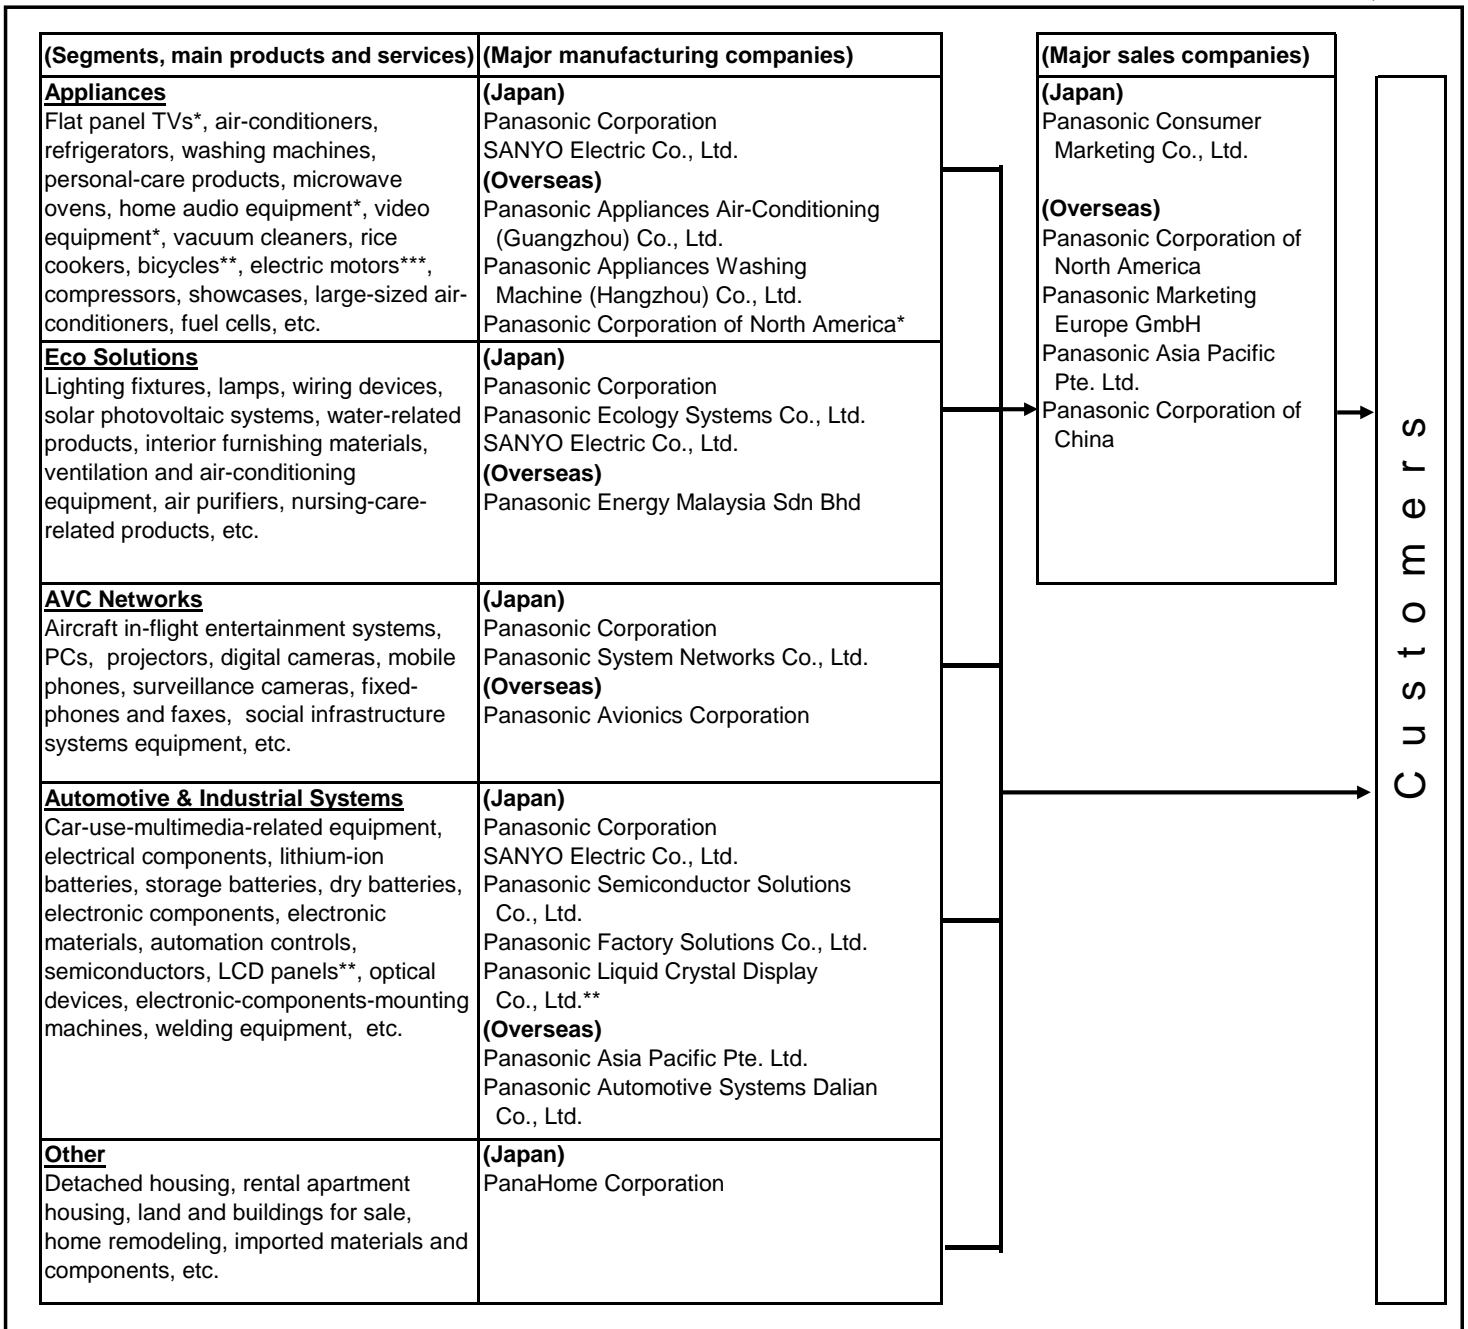 (Segments, main products and services)
(Major manufacturing companies)
(Major sales companies)
Appliances
Flat panel TVs*, air-conditioners,
refrigerators, washing machines,
personal-care products, microwave
ovens, home audio equipment*, video
equipment*, vacuum cleaners, rice
cookers, bicycles**, electric motors***,
compressors, showcases, large-sized air-
conditioners, fuel cells, etc.
(Japan)
Panasonic Corporation
SANYO Electric Co., Ltd.
(Overseas)
Panasonic Appliances Air-Conditioning
(Guangzhou) Co., Ltd.
Panasonic Appliances Washing
Machine (Hangzhou) Co., Ltd.
Panasonic Corporation of North America*
Eco Solutions
Lighting fixtures, lamps, wiring devices,
solar photovoltaic systems, water-related
products, interior furnishing materials,
ventilation and air-conditioning
equipment, air purifiers, nursing-care-
related products, etc.
(Japan)
Panasonic Corporation
Panasonic Ecology Systems Co., Ltd.
SANYO Electric Co., Ltd.
(Overseas)
Panasonic Energy Malaysia Sdn Bhd
AVC Networks
Aircraft in-flight entertainment systems,
PCs, projectors, digital cameras, mobile
phones, surveillance cameras, fixed-
phones and faxes, social infrastructure
systems equipment, etc.
(Japan)
Panasonic Corporation
Panasonic System Networks Co., Ltd.
(Overseas)
Panasonic Avionics Corporation
Automotive & Industrial Systems
Car-use-multimedia-related equipment,
electrical components, lithium-ion
batteries, storage batteries, dry batteries,
electronic components, electronic
materials, automation controls,
semiconductors, LCD panels**, optical
devices, electronic-components-mounting
machines, welding equipment, etc.
(Japan)
Panasonic Corporation
SANYO Electric Co., Ltd.
Panasonic Semiconductor Solutions
Co., Ltd.
Panasonic Factory Solutions Co., Ltd.
Panasonic Liquid Crystal Display
Co., Ltd.**
(Overseas)
Panasonic Asia Pacific Pte. Ltd.
Panasonic Automotive Systems Dalian
Co., Ltd.
Other
Detached housing, rental apartment
housing, land and buildings for sale,
home remodeling, imported materials and
components, etc.
(Japan)
PanaHome Corporation
(Japan)
Panasonic Consumer
Marketing Co., Ltd.
(Overseas)
Panasonic Corporation of
North America
Panasonic Marketing
Europe GmbH
Panasonic Asia Pacific
Pte. Ltd.
Panasonic Corporation of
China
Customers